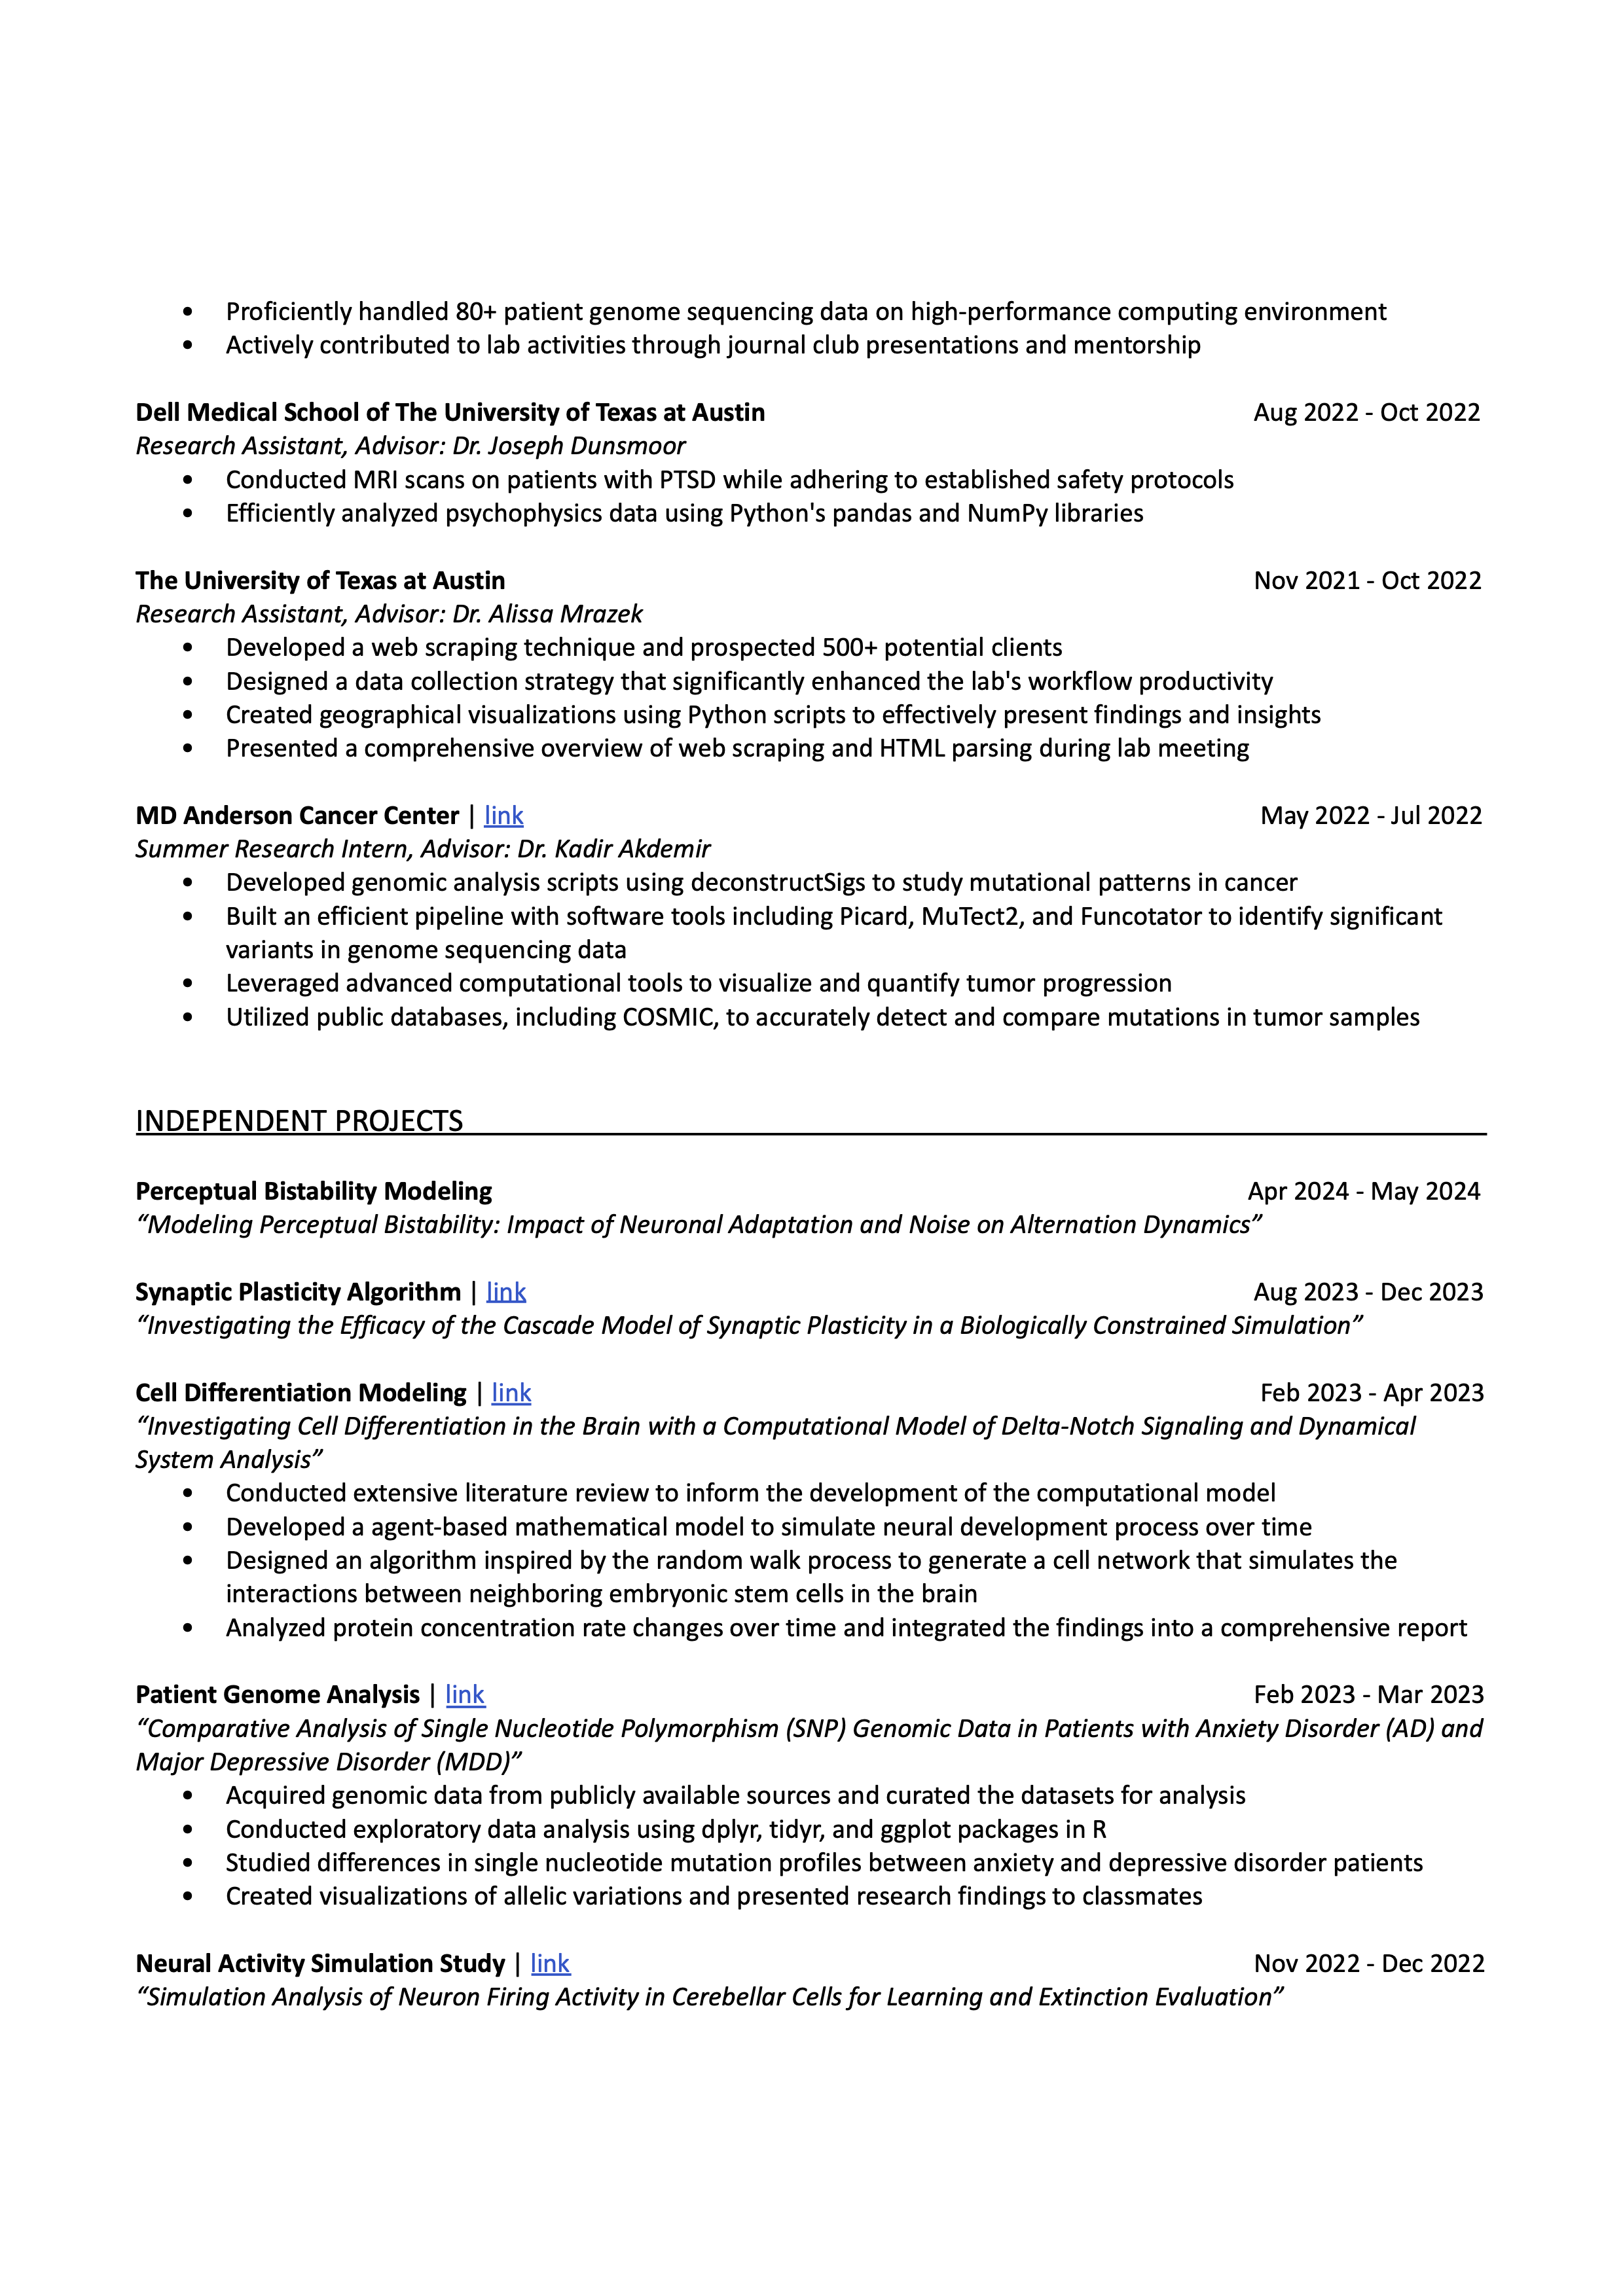 • Proficiently handled 80+ patient genome sequencing data on high-performance computing environment
• Actively contributed to lab activities through journal club presentations and mentorship
Dell Medical School of The University of Texas at Austin Aug 2022 - Oct 2022
Research Assistant, Advisor: Dr. Joseph Dunsmoor
• Conducted MRI scans on patients with PTSD while adhering to established safety protocols
• Efficiently analyzed psychophysics data using Python's pandas and NumPy libraries
The University of Texas at Austin Nov 2021 - Oct 2022
Research Assistant, Advisor: Dr. Alissa Mrazek
• Developed a web scraping technique and prospected 500+ potential clients
• Designed a data collection strategy that significantly enhanced the lab's workflow productivity
• Created geographical visualizations using Python scripts to effectively present findings and insights
• Presented a comprehensive overview of web scraping and HTML parsing during lab meeting
MD Anderson Cancer Center | link May 2022 - Jul 2022
Summer Research Intern, Advisor: Dr. Kadir Akdemir
• Developed genomic analysis scripts using deconstructSigs to study mutational patterns in cancer
• Built an efficient pipeline with software tools including Picard, MuTect2, and Funcotator to identify significant
variants in genome sequencing data
• Leveraged advanced computational tools to visualize and quantify tumor progression
• Utilized public databases, including COSMIC, to accurately detect and compare mutations in tumor samples
INDEPENDENT PROJECTS
Perceptual Bistability Modeling Apr 2024 - May 2024
“Modeling Perceptual Bistability: Impact of Neuronal Adaptation and Noise on Alternation Dynamics”
Synaptic Plasticity Algorithm | link Aug 2023 - Dec 2023
“Investigating the Efficacy of the Cascade Model of Synaptic Plasticity in a Biologically Constrained Simulation”
Cell Differentiation Modeling | link Feb 2023 - Apr 2023
“Investigating Cell Differentiation in the Brain with a Computational Model of Delta-Notch Signaling and Dynamical
System Analysis”
• Conducted extensive literature review to inform the development of the computational model
• Developed a agent-based mathematical model to simulate neural development process over time
• Designed an algorithm inspired by the random walk process to generate a cell network that simulates the
interactions between neighboring embryonic stem cells in the brain
• Analyzed protein concentration rate changes over time and integrated the findings into a comprehensive report
Patient Genome Analysis | link Feb 2023 - Mar 2023
“Comparative Analysis of Single Nucleotide Polymorphism (SNP) Genomic Data in Patients with Anxiety Disorder (AD) and
Major Depressive Disorder (MDD)”
• Acquired genomic data from publicly available sources and curated the datasets for analysis
• Conducted exploratory data analysis using dplyr, tidyr, and ggplot packages in R
• Studied differences in single nucleotide mutation profiles between anxiety and depressive disorder patients
• Created visualizations of allelic variations and presented research findings to classmates
Neural Activity Simulation Study | link Nov 2022 - Dec 2022
“Simulation Analysis of Neuron Firing Activity in Cerebellar Cells for Learning and Extinction Evaluation”